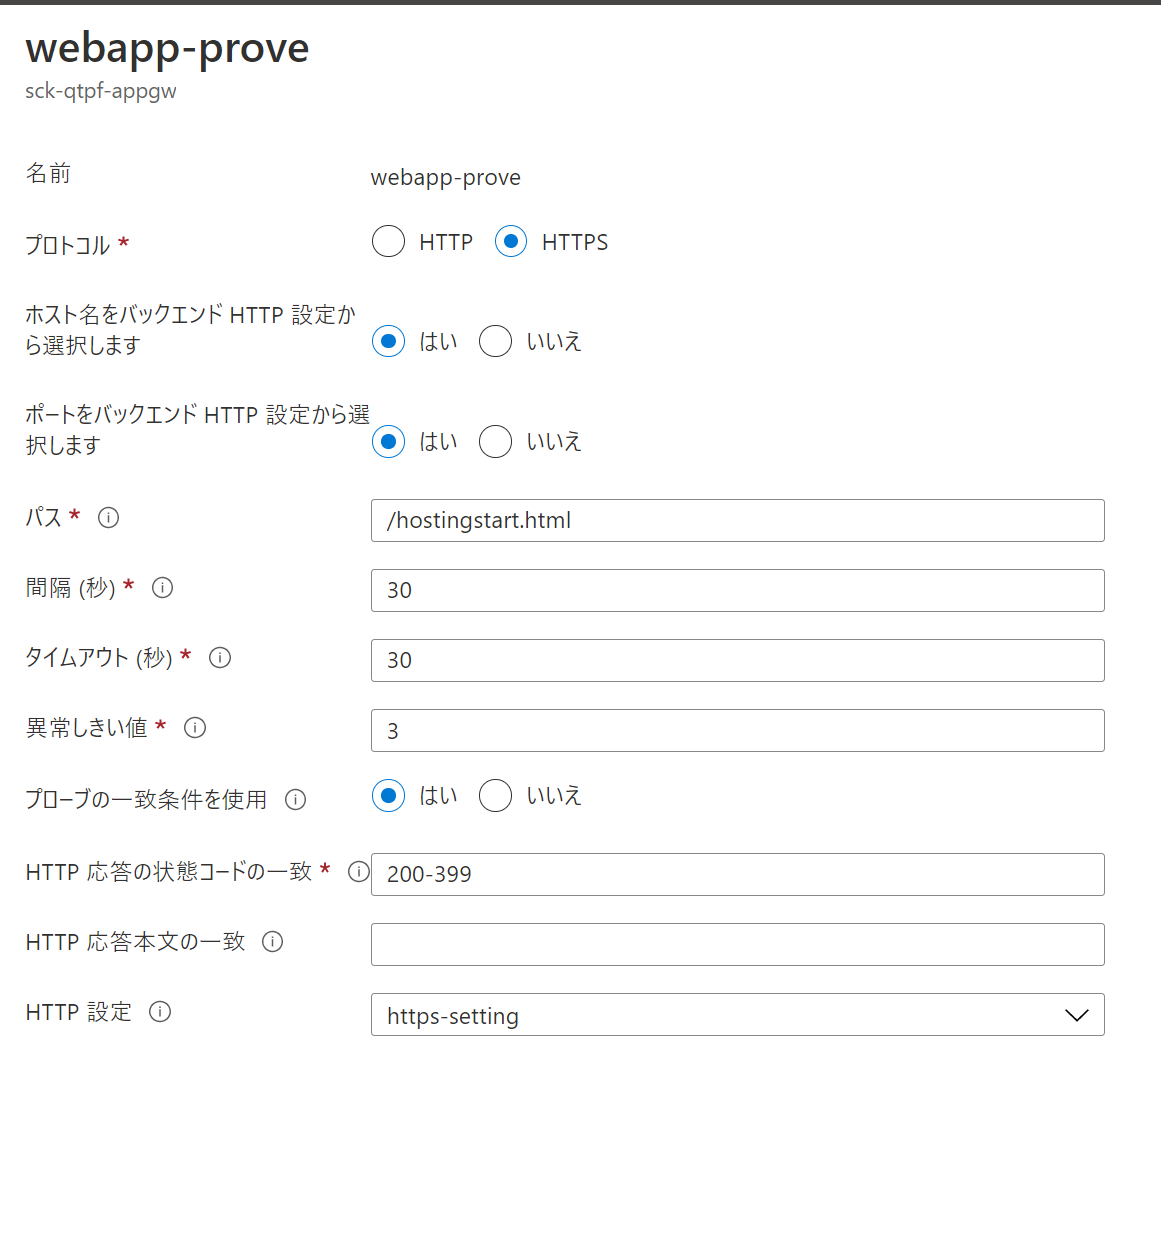 webapp-prove
sck-qtpf-appgw
名前
webapp-prove
プロトコル *
HTTP HTTPS
ホスト名をバックエンド HTTP 設定か
ら選択します
はい いいえ
ポートをバックエンド HTTP 設定から選
択します
はい いいえ
パス *
/hostingstart.html
間隔 (秒) *
30
タイムアウト (秒) *
30
異常しきい値 *
3
プローブの一致条件を使用
はい いいえ
HTTP 応答の状態コードの一致 *
200-399
HTTP 応答本文の一致
HTTP 設定
https-setting